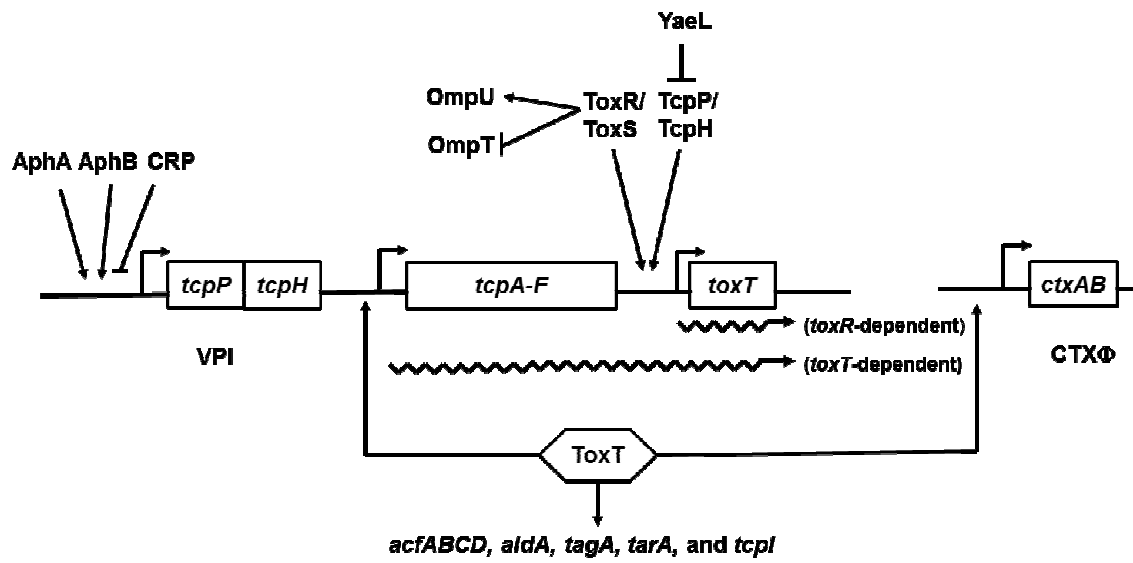 YaeL
OmpU
ToxR/
ToxS
TcpP/
TcpH
OmpT
AphA AphB CRP
tcpP
tcpH
tcpA-F
toxT
ctxAB
(toxR-dependent)
VPI
CTXΦ
(toxT-dependent)
ToxT
acfABCD, aldA, tagA, tarA, and tcpI